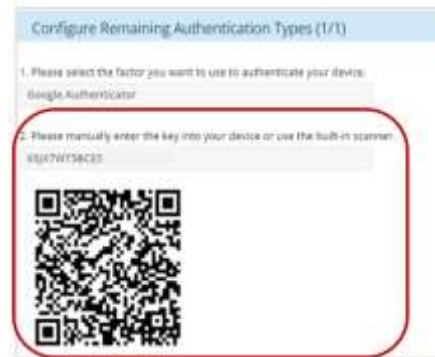 Configure Remaining Authentication Types (1/1)
1. Please select the factor you want to use to authenticate your device.
Google Authenticator
2. Please manually enter the key into your device or use the built-in scanner